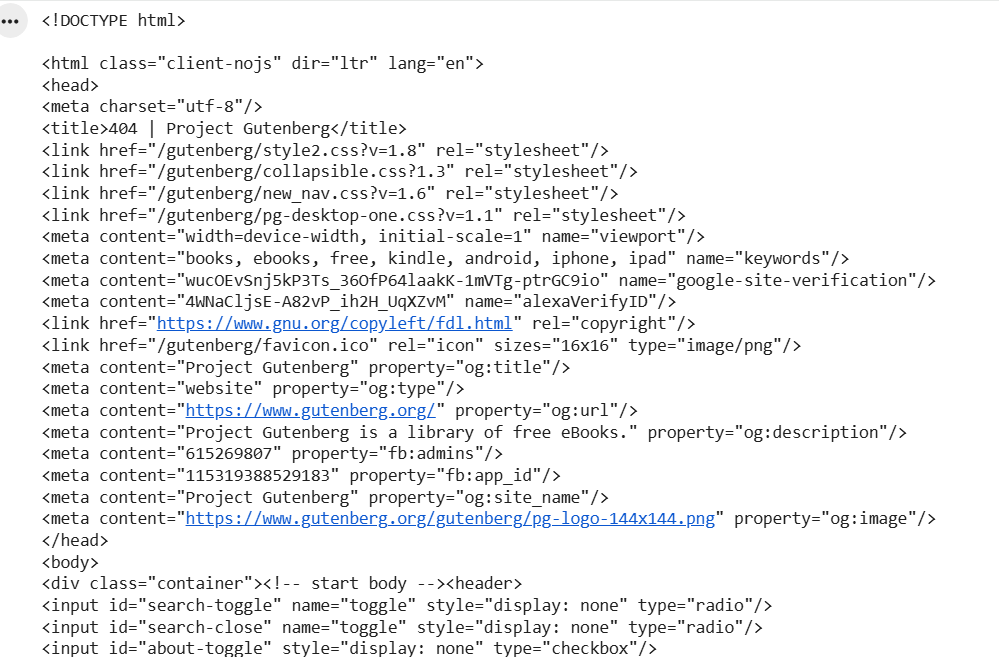 <!DOCTYPE html>
<html class="client-nojs" dir="ltr" lang="en">
<head>
<meta charset="utf-8"/>
<title>404 | Project Gutenberg</title>
<link href="/gutenberg/style2.css?v=1.8" rel="stylesheet"/>
<link href="/gutenberg/collapsible.css?1.3" rel="stylesheet"/>
<link href="/gutenberg/new_nav.css?v=1.6" rel="stylesheet"/>
<link href="/gutenberg/pg-desktop-one.css?v=1.1" rel="stylesheet"/>
<meta content="width=device-width, initial-scale=1" name="viewport"/>
<meta content="books, ebooks, free, kindle, android, iphone, ipad" name="keywords"/>
<meta content="wucOEvSnj5kP3Ts_36OfP64laakK-1mVTg-ptrGC9io" name="google-site-verification"/>
<meta content="4WNaCljsE-A82vP_ih2H_UqXZvM" name="alexaVerifyID"/>
<link href="https://www.gnu.org/copyleft/fdl.html" rel="copyright"/>
<link href="/gutenberg/favicon.ico" rel="icon" sizes="16x16" type="image/png"/>
<meta content="Project Gutenberg" property="og:title"/>
<meta content="website" property="og:type"/>
<meta content="https://www.gutenberg.org/" property="og:url"/>
<meta content="Project Gutenberg is a library of free eBooks." property="og:description"/>
<meta content="615269807" property="fb:admins"/>
<meta content="115319388529183" property="fb:app_id"/>
<meta content="Project Gutenberg" property="og:site_name"/>
<meta content="https://www.gutenberg.org/gutenberg/pg-logo-144x144.png" property="og:image"/>
</head>
<body>
<div class="container"><!-- start body --><header>
<input id="search-toggle" name="toggle" style="display: none" type="radio"/>
<input id="search-close" name="toggle" style="display: none" type="radio"/>
<input id="about-toggle" style="display: none" type="checkbox"/>